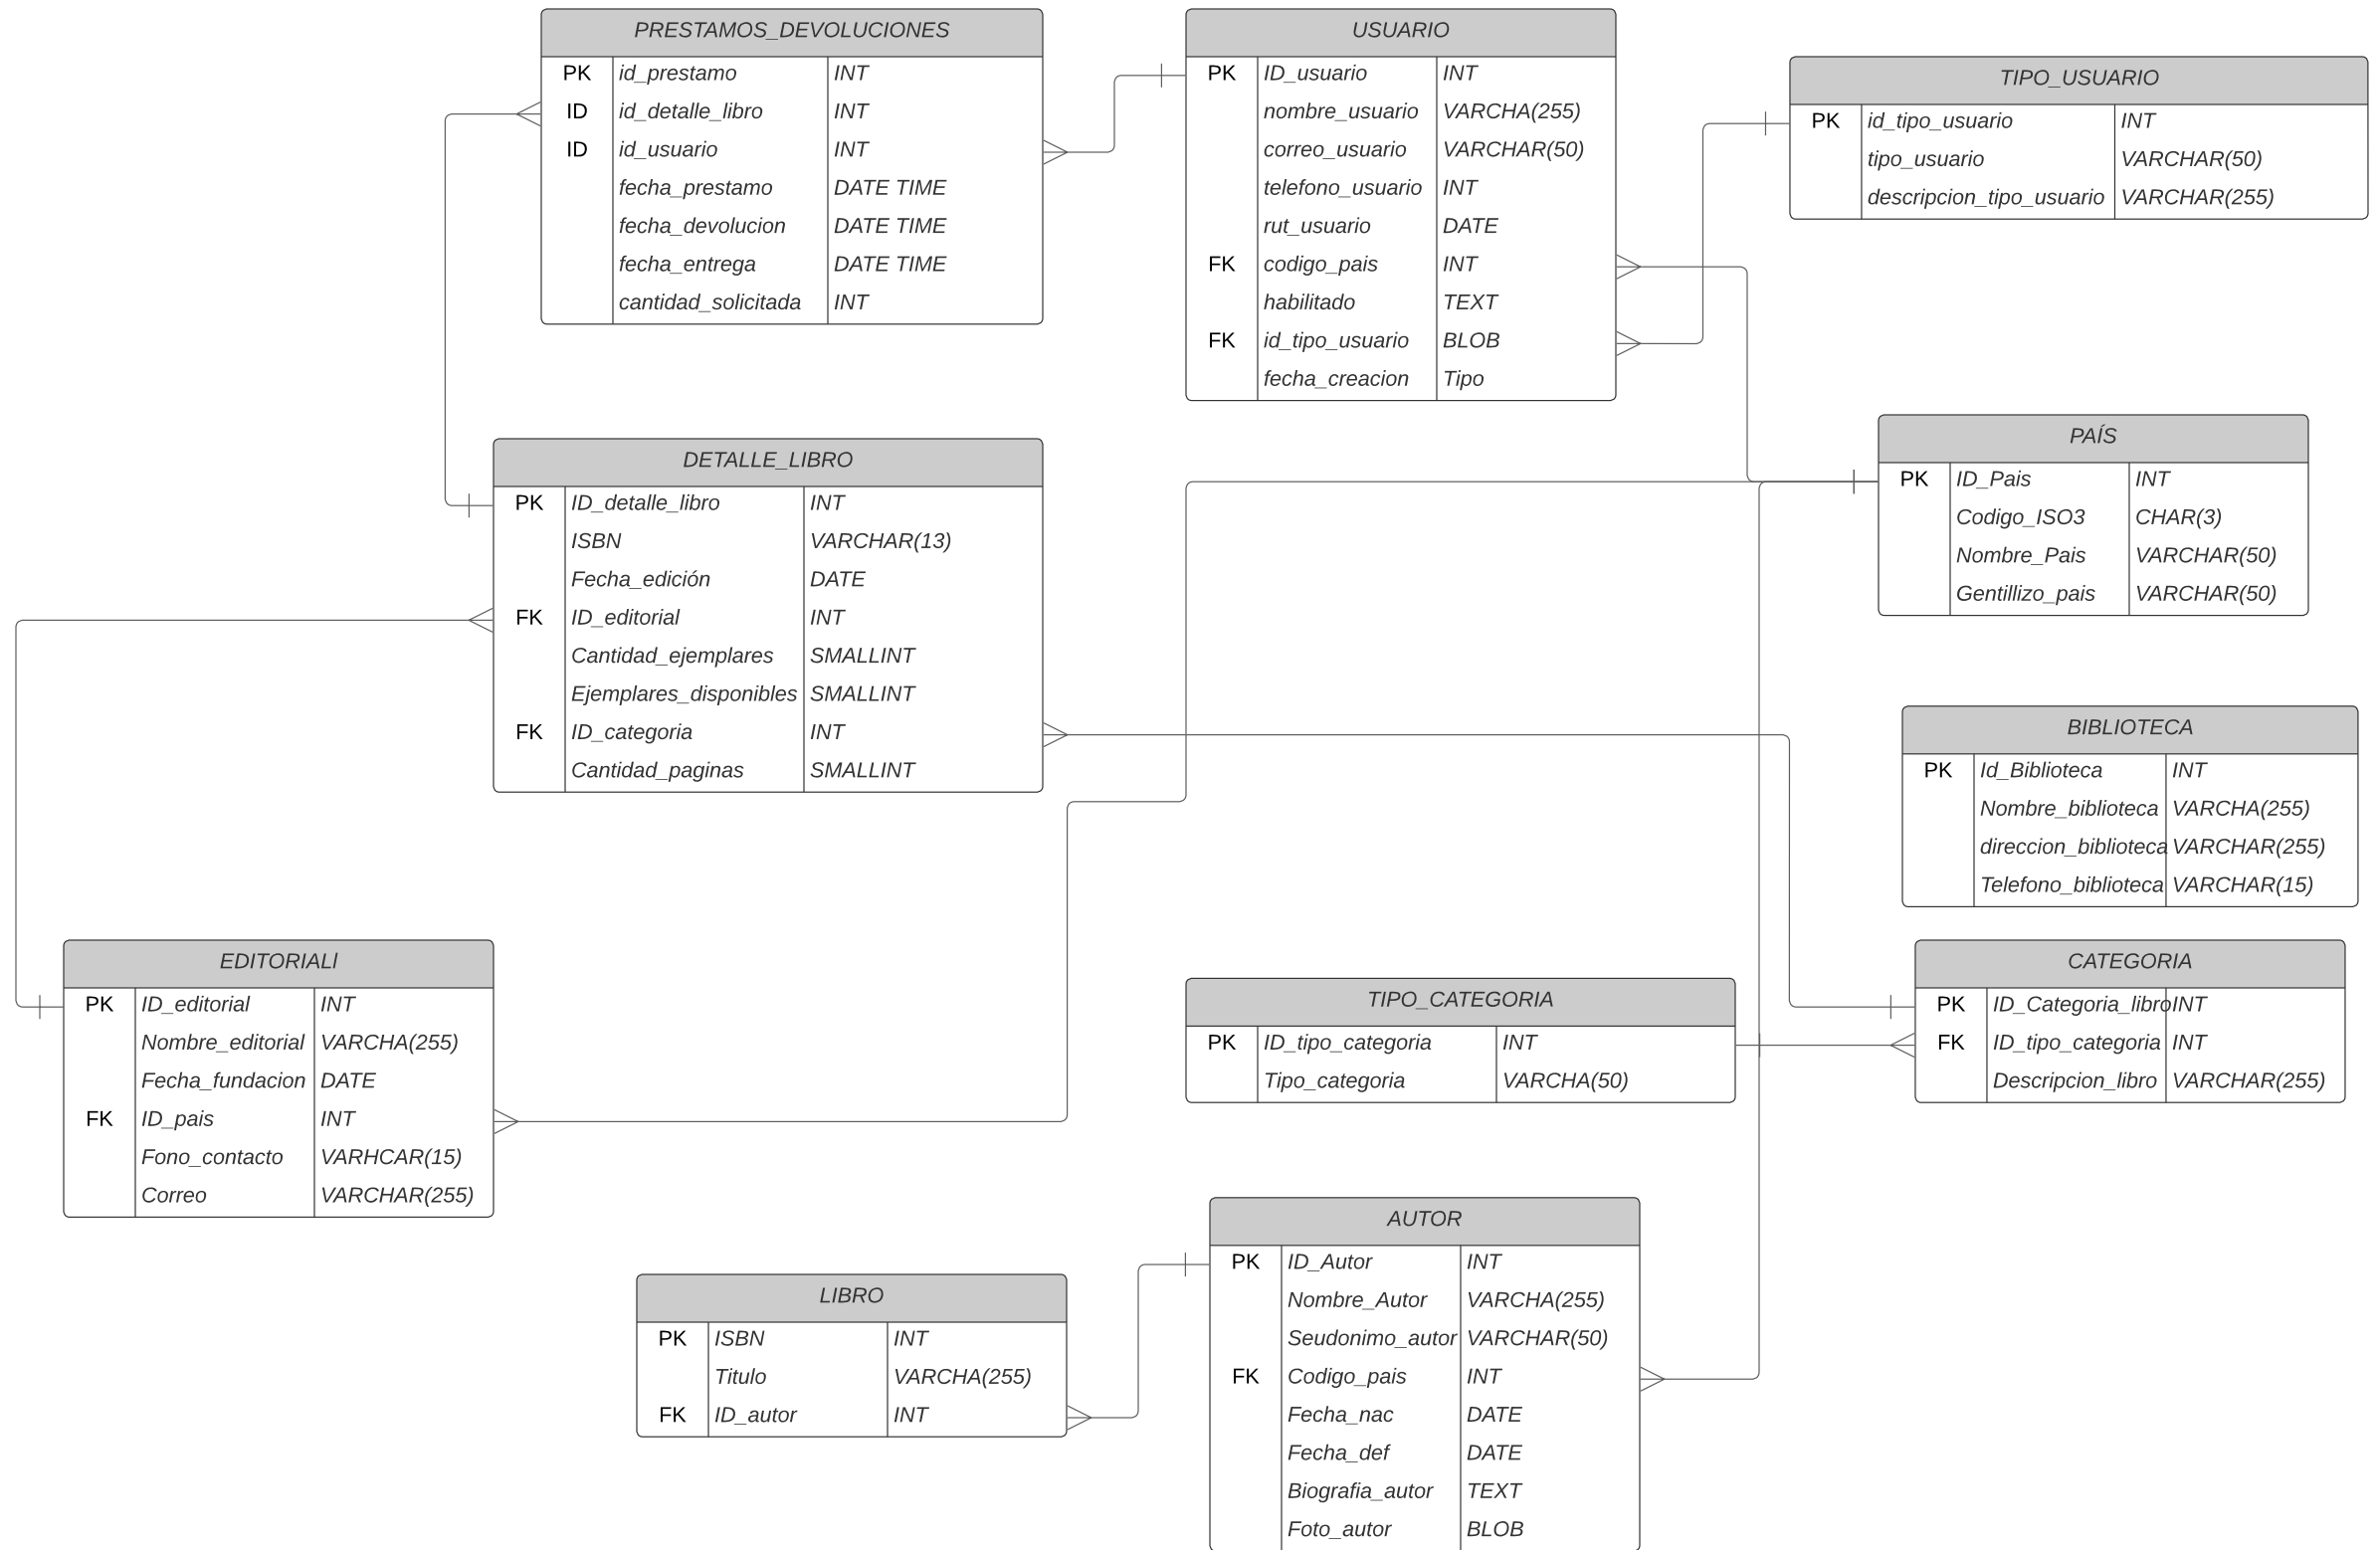 PRESTAMOS_DEVOLUCIONES
PK id_prestamo INT
ID id_detalle_libro INT
ID id_usuario INT
fecha_prestamo DATE TIME
fecha_devolucion DATE TIME
fecha_entrega DATE TIME
cantidad_solicitada INT
USUARIO
PK ID_usuario INT
nombre_usuario VARCHA(255)
correo_usuario VARCHAR(50)
telefono_usuario INT
rut_usuario DATE
FK codigo_pais INT
habilitado TEXT
FK id_tipo_usuario BLOB
fecha_creacion Tipo
TIPO_USUARIO
PK id_tipo_usuario INT
tipo_usuario VARCHAR(50)
descripcion_tipo_usuario VARCHAR(255)
DETALLE_LIBRO
PK ID_detalle_libro INT
ISBN VARCHAR(13)
Fecha_edición DATE
FK ID_editorial INT
Cantidad_ejemplares SMALLINT
Ejemplares_disponibles SMALLINT
FK ID_categoria INT
Cantidad_paginas SMALLINT
PAÍS
PK ID_Pais INT
Codigo_ISO3 CHAR(3)
Nombre_Pais VARCHAR(50)
Gentillizo_pais VARCHAR(50)
BIBLIOTECA
PK Id_Biblioteca INT
Nombre_biblioteca VARCHA(255)
direccion_biblioteca VARCHAR(255)
Telefono_biblioteca VARCHAR(15)
EDITORIALl
PK ID_editorial INT
Nombre_editorial VARCHA(255)
Fecha_fundacion DATE
FK ID_pais INT
Fono_contacto VARHCAR(15)
Correo VARCHAR(255)
TIPO_CATEGORIA
PK ID_tipo_categoria INT
Tipo_categoria VARCHA(50)
CATEGORIA
PK ID_Categoria_libro INT
FK ID_tipo_categoria INT
Descripcion_libro VARCHAR(255)
LIBRO
PK ISBN INT
Titulo VARCHA(255)
FK ID_autor INT
AUTOR
PK ID_Autor INT
Nombre_Autor VARCHA(255)
Seudonimo_autor VARCHAR(50)
FK Codigo_pais INT
Fecha_nac DATE
Fecha_def DATE
Biografia_autor TEXT
Foto_autor BLOB